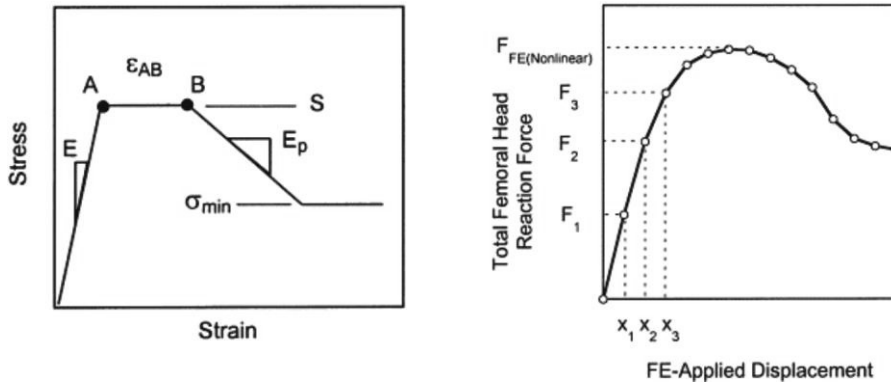 A
ε_AB
B
S
E
E_p
σ_min
Stress
Strain
F_FE(Nonlinear)
F_3
F_2
F_1
Total Femoral Head
Reaction Force
x_1 x_2 x_3
FE-Applied Displacement